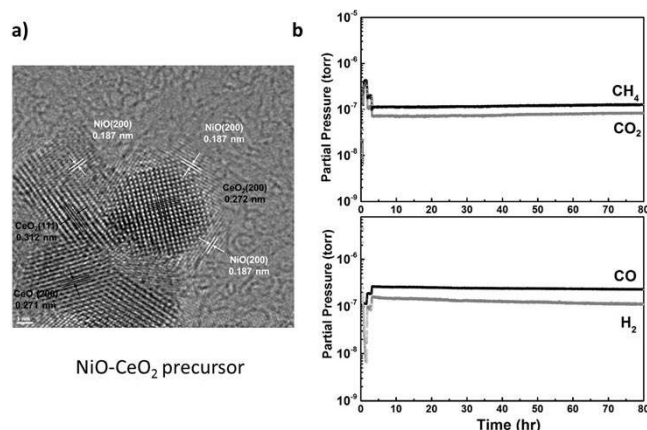 a)
NiO(200)
0.187 nm
NiO(200)
0.187 nm
CeO2(200)
0.272 nm
CeO2(111)
0.312 nm
NiO(200)
0.187 nm
CeO2(200)
0.271 nm
NiO-CeO2 precursor
b
Partial Pressure (torr)
10-5
10-6
10-7
10-8
10-9
CH4
CO2
0 10 20 30 40 50 60 70 80
Partial Pressure (torr)
10-5
10-6
10-7
10-8
10-9
CO
H2
0 10 20 30 40 50 60 70 80
Time (hr)